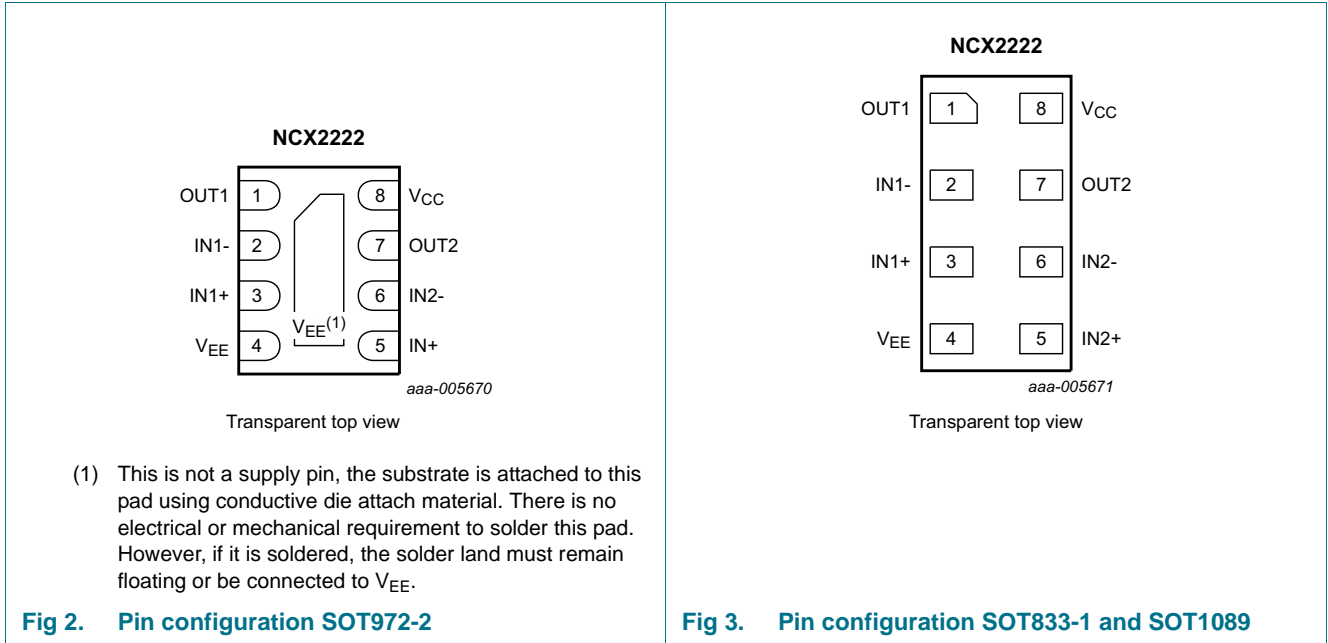 NCX2222
OUT1 1 8 VCC
IN1- 2 7 OUT2
IN1+ 3 6 IN2-
VEE(1)
VEE 4 5 IN+
aaa-005670
Transparent top view
(1) This is not a supply pin, the substrate is attached to this
pad using conductive die attach material. There is no
electrical or mechanical requirement to solder this pad.
However, if it is soldered, the solder land must remain
floating or be connected to VEE.
Fig 2. Pin configuration SOT972-2
NCX2222
OUT1 1 8 VCC
IN1- 2 7 OUT2
IN1+ 3 6 IN2-
VEE 4 5 IN2+
aaa-005671
Transparent top view
Fig 3. Pin configuration SOT833-1 and SOT1089